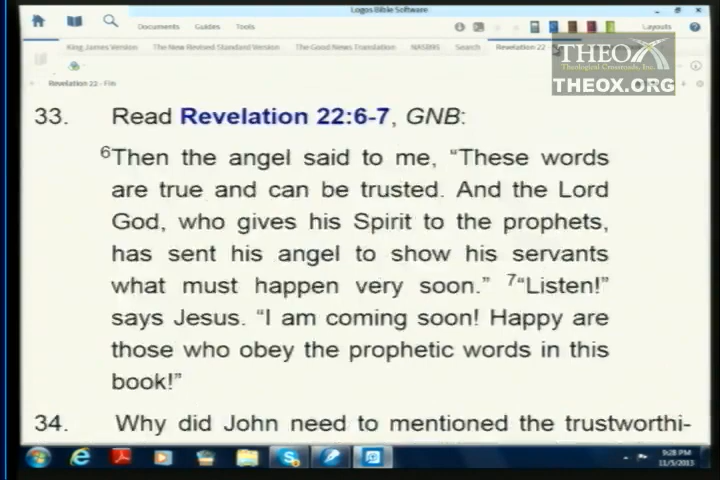 Logos Bible Software
Documents Guides Tools Layouts
King James Version The New Revised Standard Version The Good News Translation NASB95 Search Revelation 22 -
THEOX
Theological Crossroads, Inc.
THEOX.ORG
Revelation 22 - Fin
33. Read Revelation 22:6-7, GNB:
6Then the angel said to me, “These words
are true and can be trusted. And the Lord
God, who gives his Spirit to the prophets,
has sent his angel to show his servants
what must happen very soon.” 7“Listen!”
says Jesus. “I am coming soon! Happy are
those who obey the prophetic words in this
book!”
34. Why did John need to mentioned the trustworthi-
9:28 PM
11/5/2013